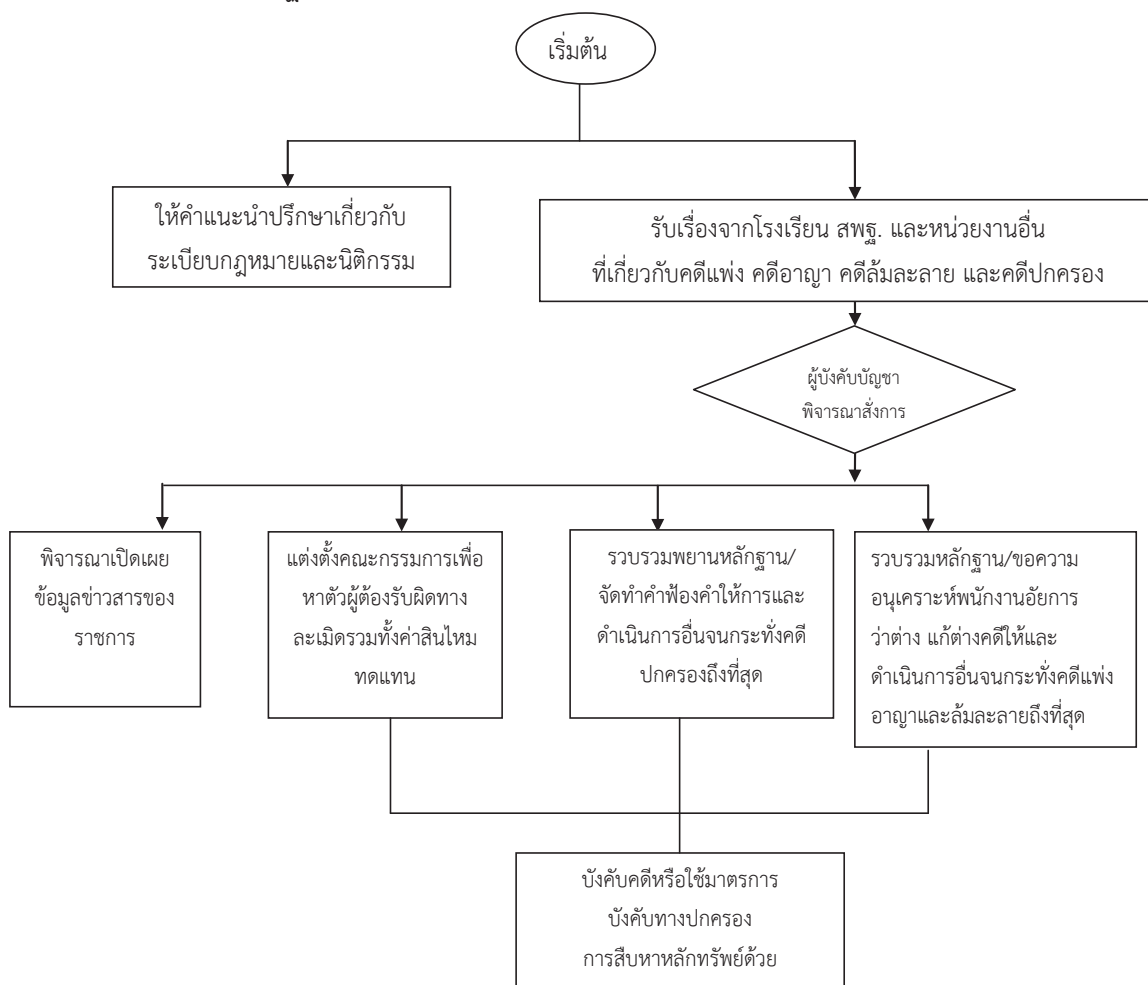 เริ่มต้น
ให้คำแนะนำปรึกษาเกี่ยวกับ
ระเบียบกฎหมายและนิติกรรม
รับเรื่องจากโรงเรียน สพฐ. และหน่วยงานอื่น
ที่เกี่ยวกับคดีแพ่ง คดีอาญา คดีล้มละลาย และคดีปกครอง
ผู้บังคับบัญชา
พิจารณาสั่งการ
พิจารณาเปิดเผย
ข้อมูลข่าวสารของ
ราชการ
แต่งตั้งคณะกรรมการเพื่อ
หาตัวผู้ต้องรับผิดทาง
ละเมิดรวมทั้งค่าสินไหม
ทดแทน
รวบรวมพยานหลักฐาน/
จัดทำคำฟ้องคำให้การและ
ดำเนินการอื่นจนกระทั่งคดี
ปกครองถึงที่สุด
รวบรวมหลักฐาน/ขอความ
อนุเคราะห์พนักงานอัยการ
ว่าต่าง แก้ต่างคดีให้และ
ดำเนินการอื่นจนกระทั่งคดีแพ่ง
อาญาและล้มละลายถึงที่สุด
บังคับคดีหรือใช้มาตรการ
บังคับทางปกครอง
การสืบหาหลักทรัพย์ด้วย